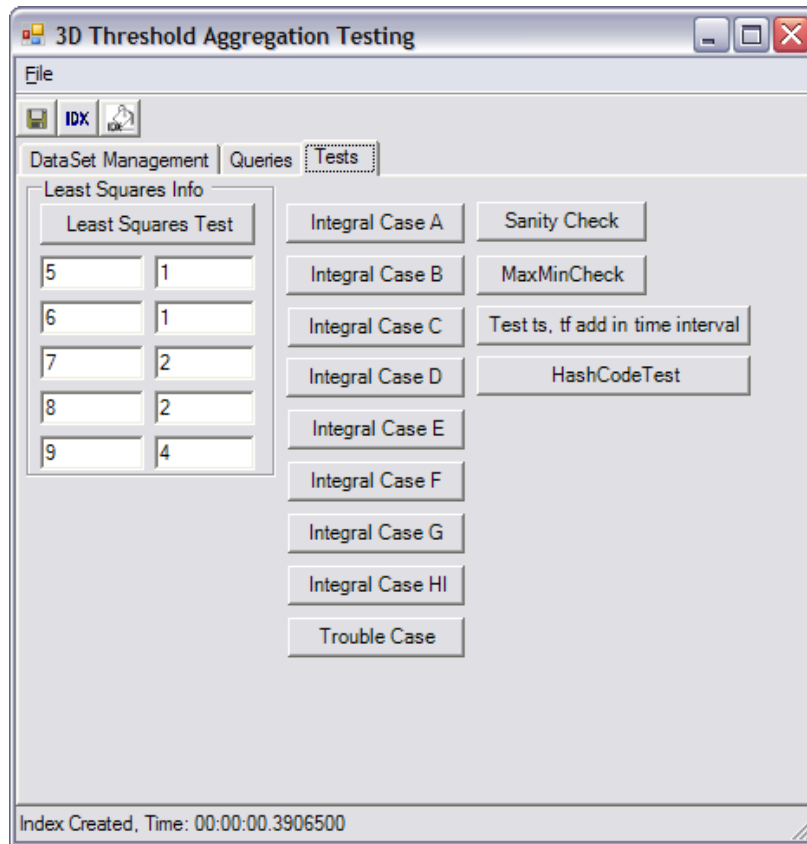 3D Threshold Aggregation Testing
File
IDX
DataSet Management Queries Tests
Least Squares Info
Least Squares Test
5 1
6 1
7 2
8 2
9 4
Integral Case A
Integral Case B
Integral Case C
Integral Case D
Integral Case E
Integral Case F
Integral Case G
Integral Case HI
Trouble Case
Sanity Check
MaxMinCheck
Test ts, tf add in time interval
HashCodeTest
Index Created, Time: 00:00:00.3906500